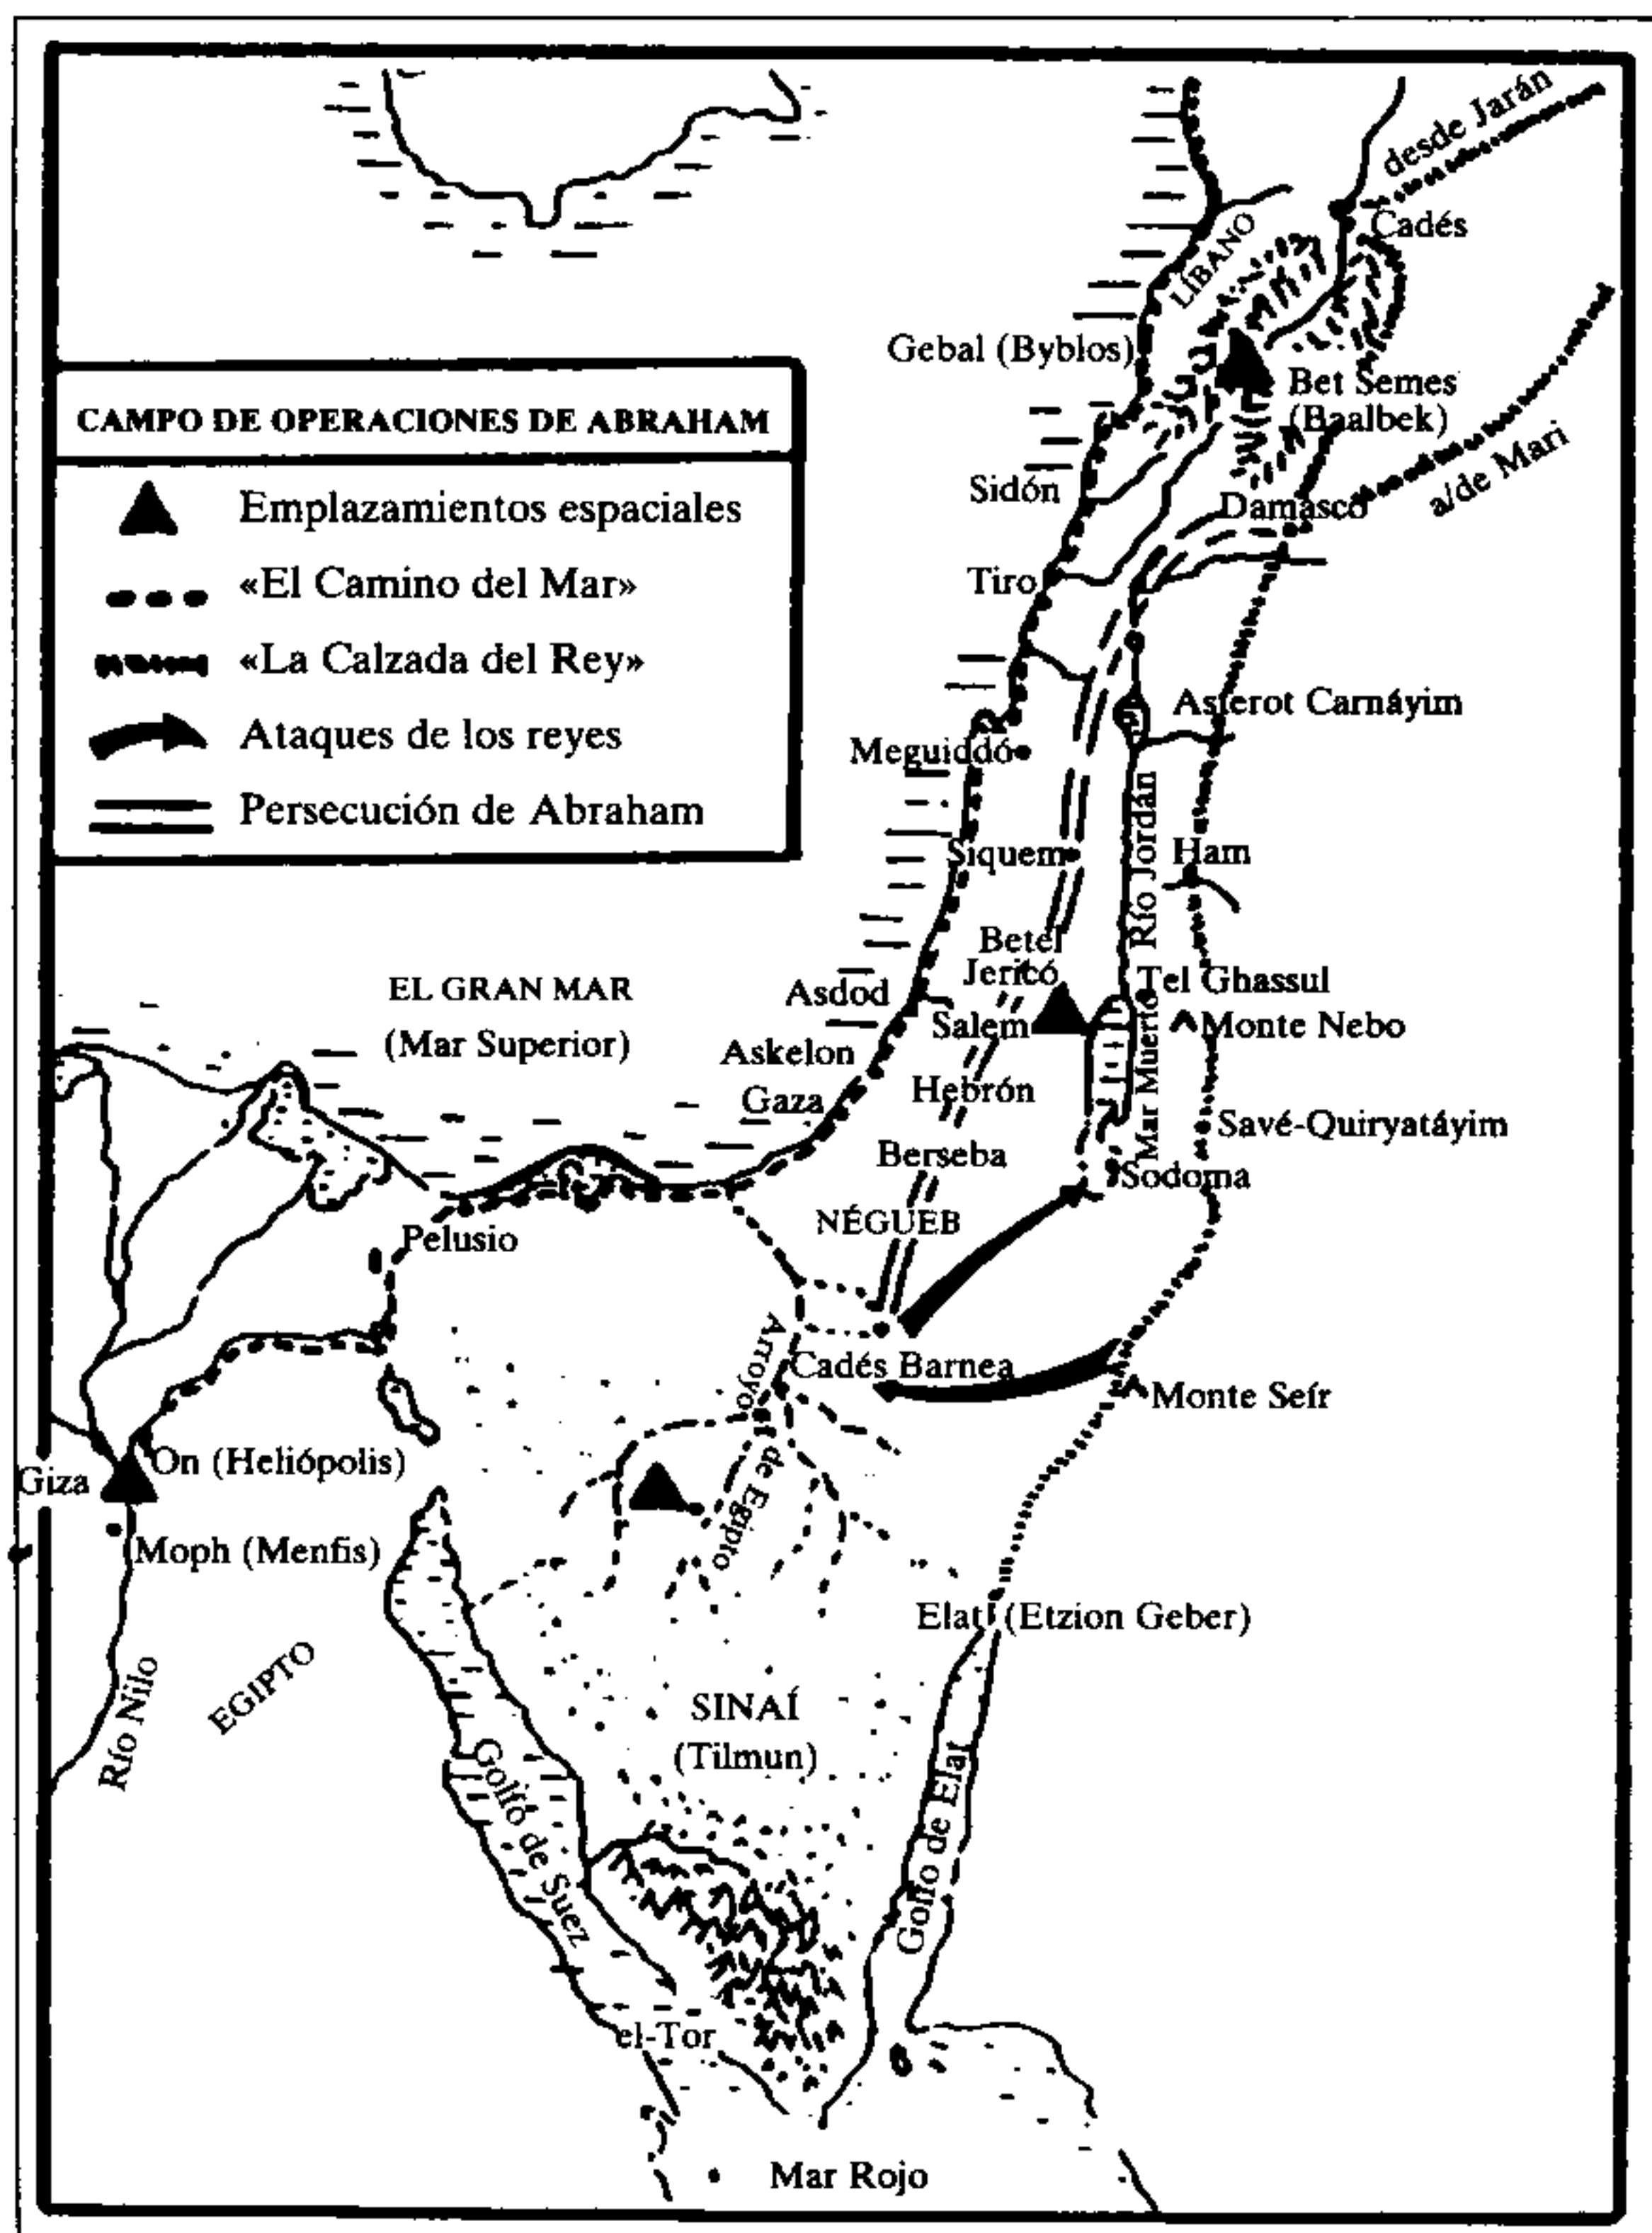 desde Jarán
Cadés
LÍBANO
Gebal (Byblos)
Bet Semes
(Baalbek)
CAMPO DE OPERACIONES DE ABRAHAM
Emplazamientos espaciales
«El Camino del Mar»
«La Calzada del Rey»
Ataques de los reyes
Persecución de Abraham
a/de Mari
Sidón
Damasco
Tiro
Asterot Carnáyim
Meguiddó
Río Jordán
Siquem
Ham
Betel
Jericó
Tel Ghassul
EL GRAN MAR
(Mar Superior)
Asdod
Salem
Monte Nebo
Askelon
Mar Muerto
Hebrón
Gaza
Savé-Quiryatáyim
Berseba
Sodoma
NÉGUEB
Pelusio
Arroyo de Egipto
Cadés Barnea
Monte Seír
On (Heliópolis)
Giza
Moph (Menfis)
Elat (Etzion Geber)
Río Nilo
EGIPTO
SINAÍ
(Tilmun)
Golfo de Suez
Golfo de Elat
el-Tor
Mar Rojo